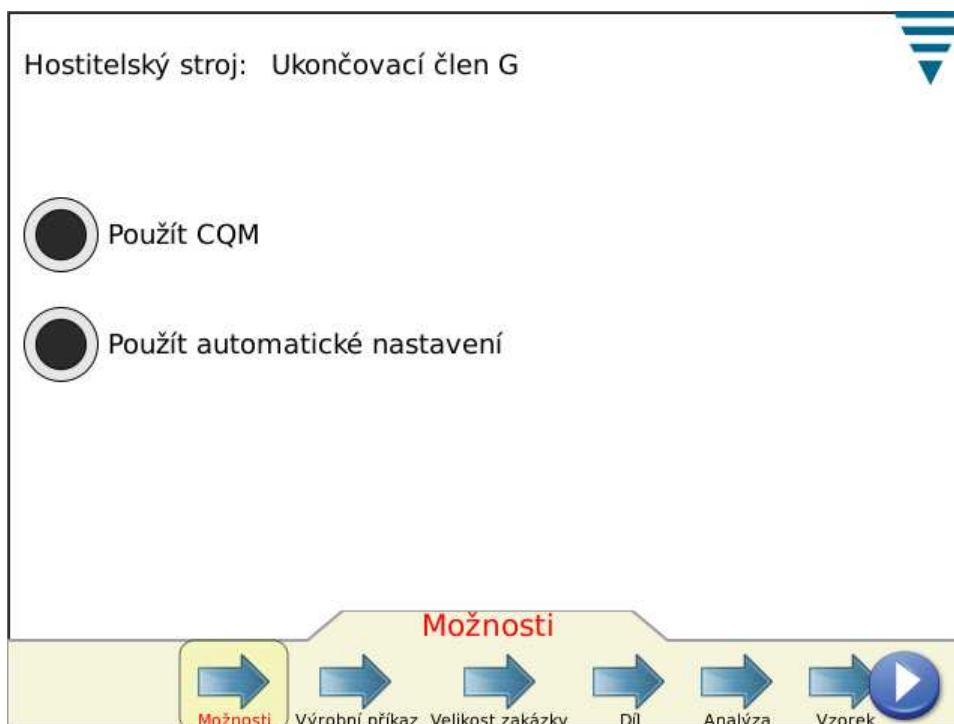 Hostitelský stroj: Ukončovací člen G
Použít CQM
Použít automatické nastavení
Možnosti
Možnosti Výrobní příkaz Velikost zakázky Díl Analýza Vzorek